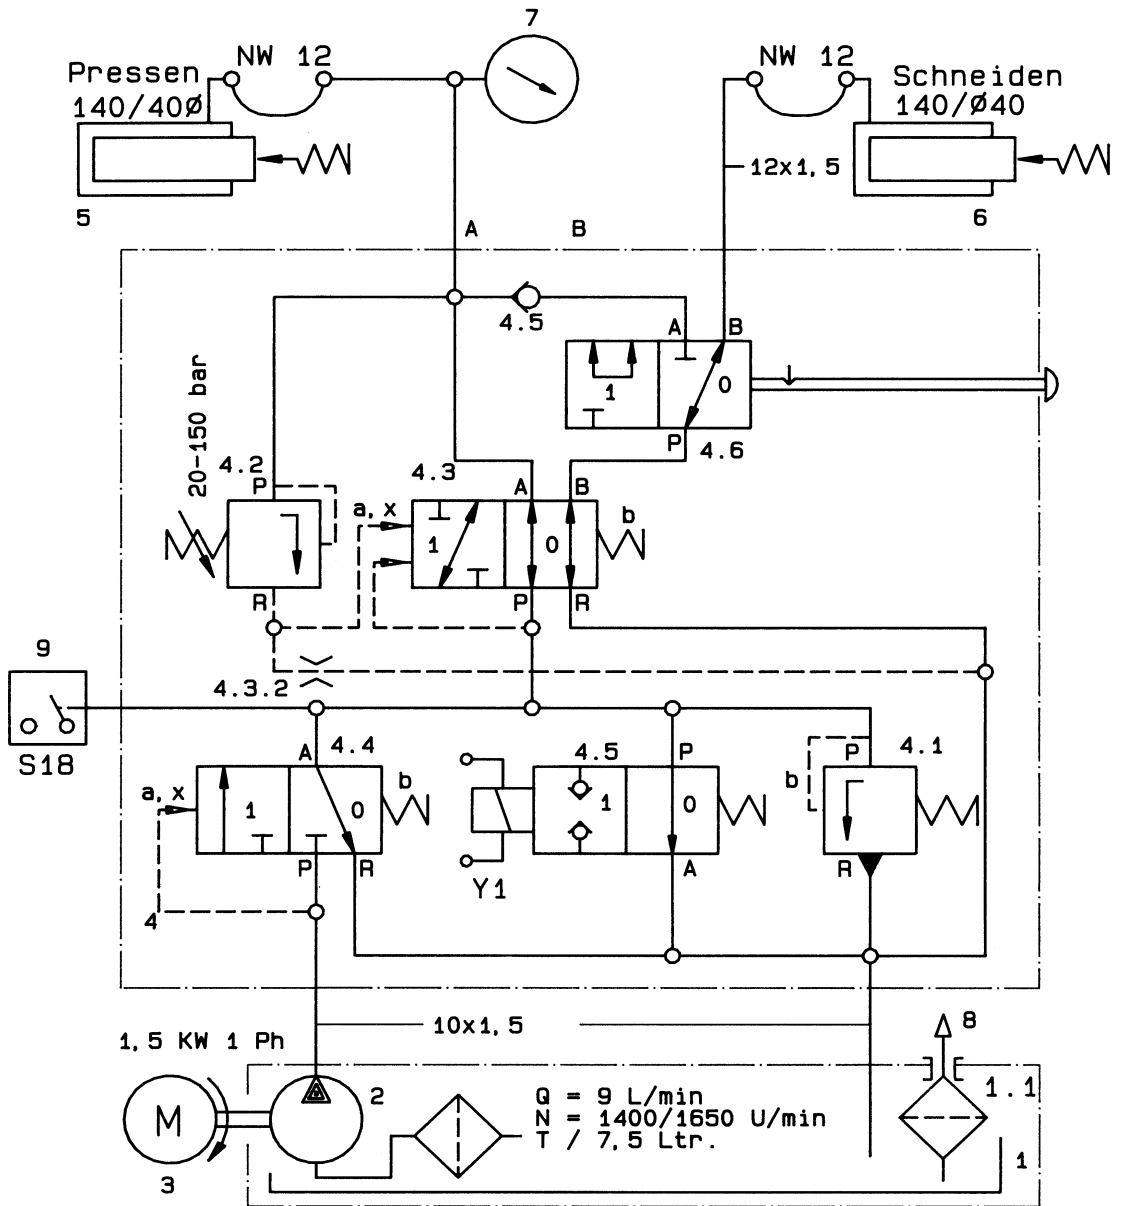 7
NW 12
NW 12
Pressen
140/40Ø
Schneiden
140/Ø40
12x1,5
5
6
A
B
4.5
A
B
1
0
20-150 bar
P
4.6
4.2
4.3
P
A
B
a,x
b
1
0
R
P
R
9
4.3.2
S18
A
4.4
4.5
P
4.1
b
P
b
a,x
1
0
1
0
P
R
Y1
A
R
4
10x1,5
8
1,5 KW 1 Ph
2
1.1
Q = 9 L/min
N = 1400/1650 U/min
T / 7,5 Ltr.
M
3
1